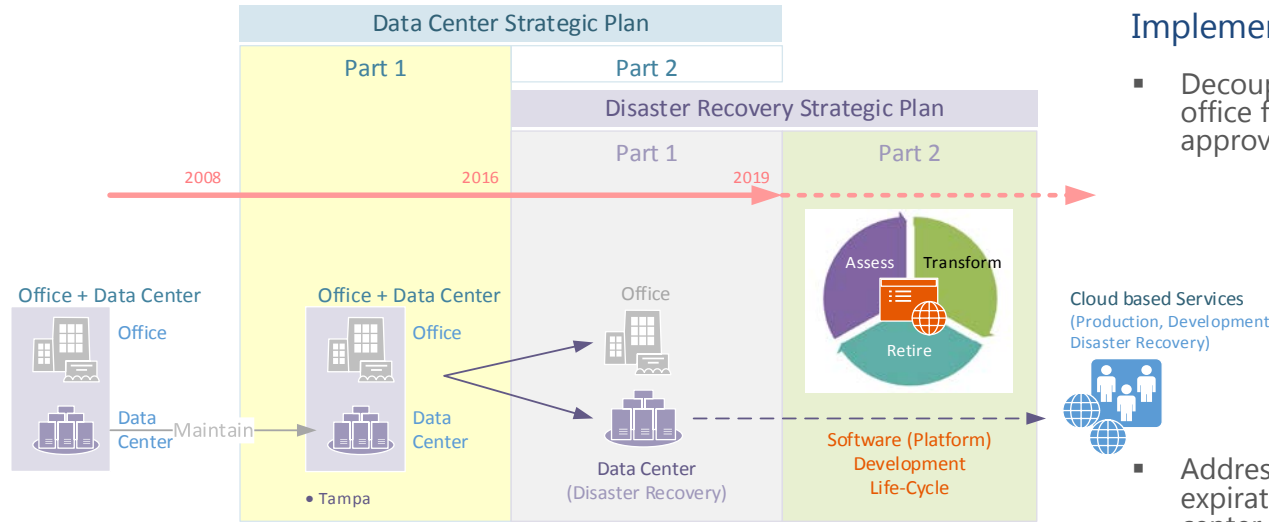 Data Center Strategic Plan
Part 1
Part 2
Disaster Recovery Strategic Plan
Part 1
Part 2
2008
2016
2019
Office + Data Center
Office
Data
Center
Maintain
Office + Data Center
Office
Data
Center
• Tampa
Office
Data Center
(Disaster Recovery)
Assess
Transform
Retire
Software (Platform)
Development
Life-Cycle
Cloud based Services
(Production, Development
Disaster Recovery)
▪ Decoup
office f
approv
▪ Addres
expirat